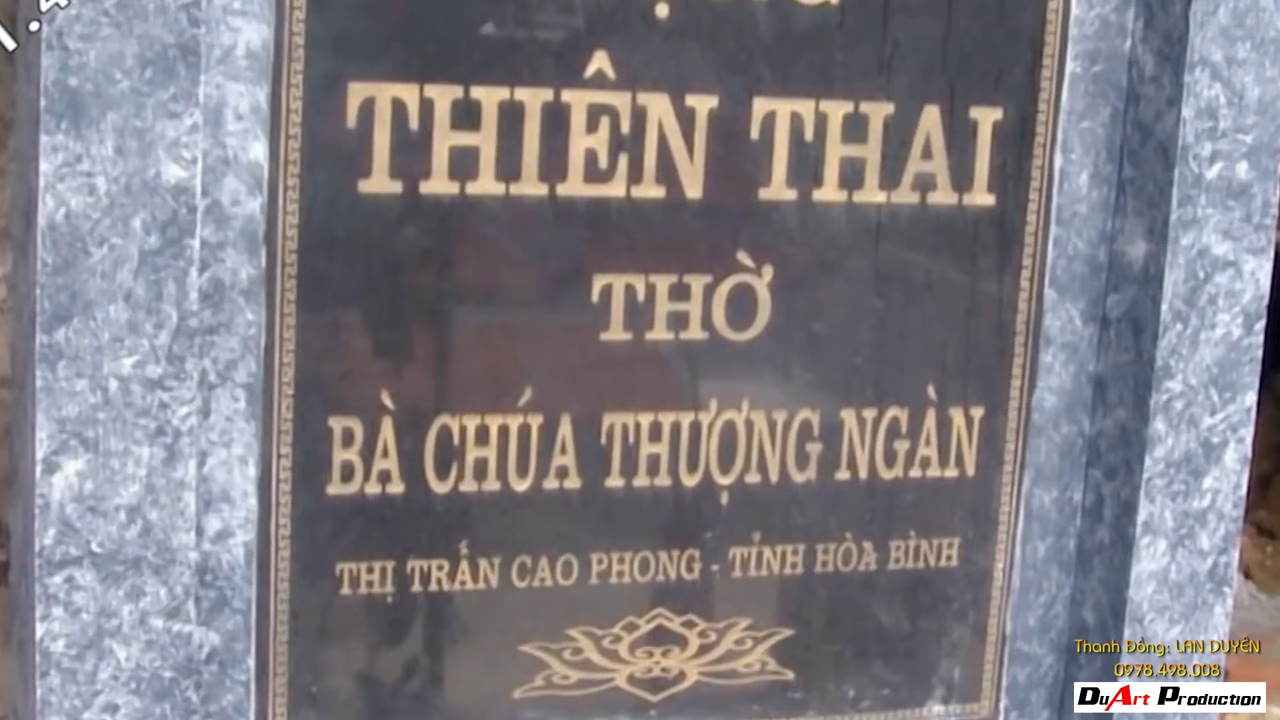 THIÊN THAI
THỜ
BÀ CHÚA THƯỢNG NGÀN
THỊ TRẤN CAO PHONG - TỈNH HÒA BÌNH
Thanh Đồng: LAN DUYÊN
0978.498.008
DuArt Production